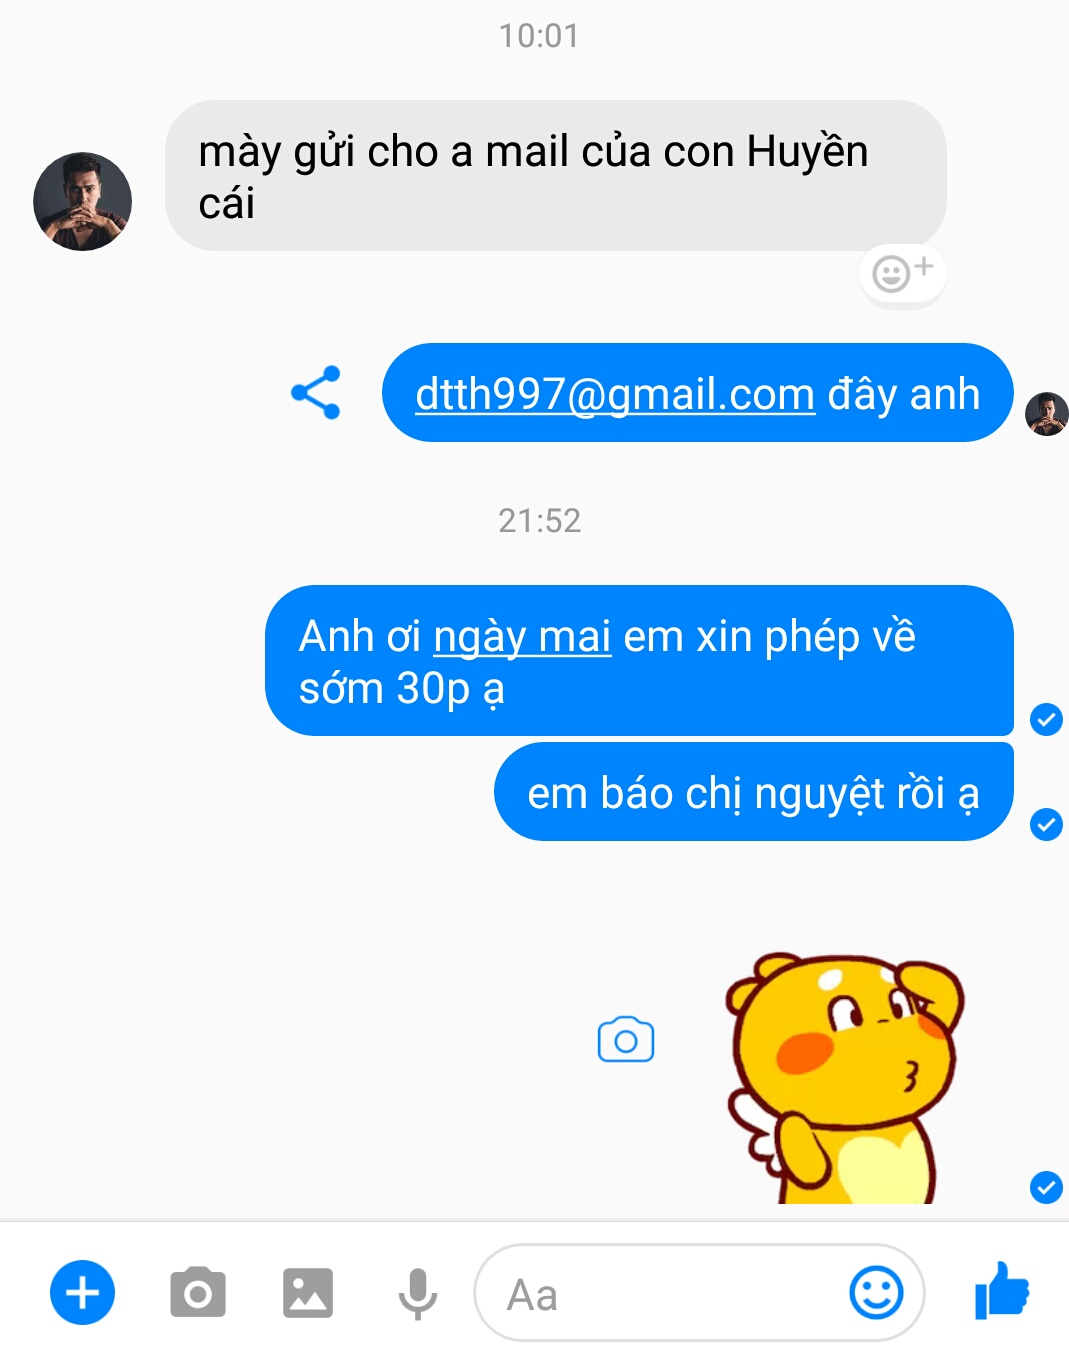 10:01
mày gửi cho a mail của con Huyền
cái
dtth997@gmail.com đây anh
21:52
Anh ơi ngày mai em xin phép về
sớm 30p ạ
em báo chị nguyệt rồi ạ
Aa